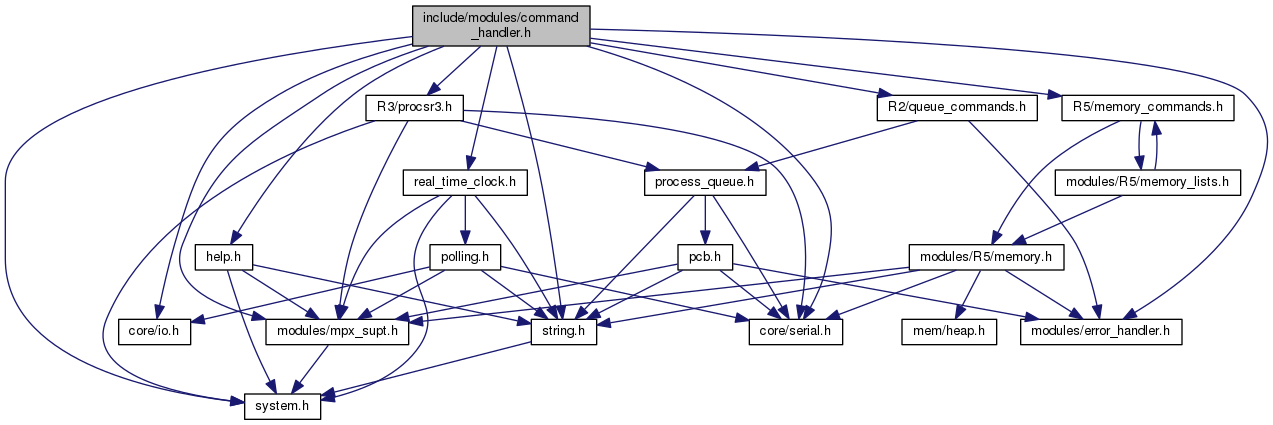 include/modules/command
_handler.h
R3/procsr3.h
R2/queue_commands.h
R5/memory_commands.h
real_time_clock.h
process_queue.h
modules/R5/memory_lists.h
help.h
polling.h
pcb.h
modules/R5/memory.h
core/io.h
modules/mpx_supt.h
string.h
core/serial.h
mem/heap.h
modules/error_handler.h
system.h